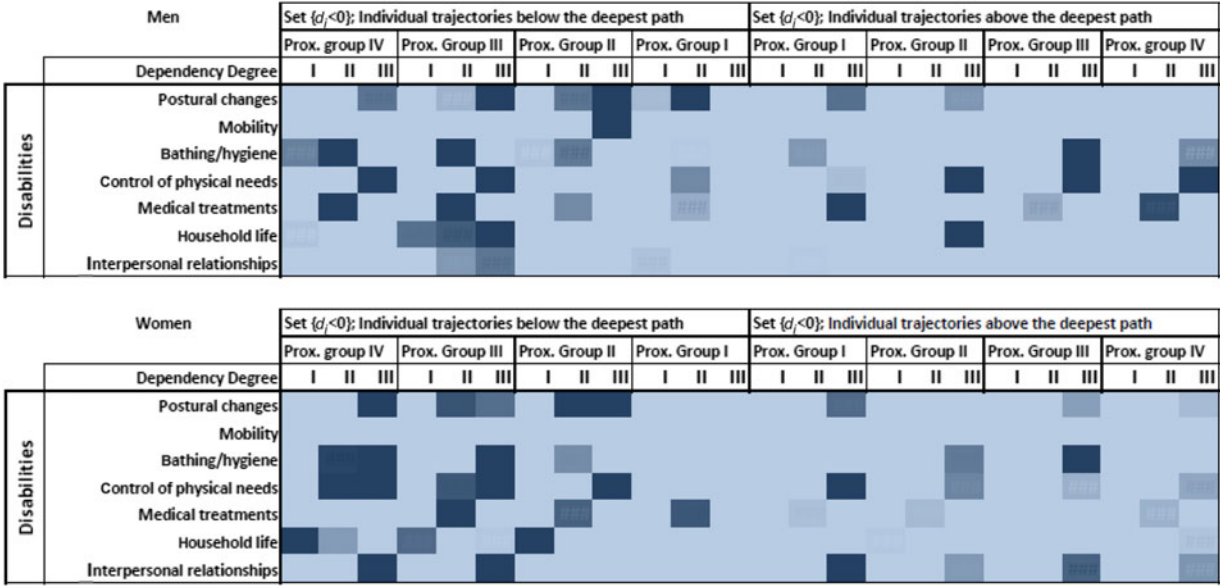 Men Set {di<0}; Individual trajectories below the deepest path Set {di<0}; Individual trajectories above the deepest path
Prox. group IV Prox. Group III Prox. Group II Prox. Group I Prox. Group I Prox. Group II Prox. Group III Prox. group IV
Dependency Degree I II III I II III I II III I II III I II III I II III I II III I II III
Disabilities
Postural changes ### ### ### ###
Mobility
Bathing/hygiene ### ### ### ### ### ###
Control of physical needs
Medical treatments ### ### ###
Household life ### ###
Interpersonal relationships ### ### ###
Women Set {di<0}; Individual trajectories below the deepest path Set {di<0}; Individual trajectories above the deepest path
Prox. group IV Prox. Group III Prox. Group II Prox. Group I Prox. Group I Prox. Group II Prox. Group III Prox. group IV
Dependency Degree I II III I II III I II III I II III I II III I II III I II III I II III
Disabilities
Postural changes
Mobility
Bathing/hygiene ###
Control of physical needs ### ### ###
Medical treatments ### ### ### ###
Household life ### ### ### ###
Interpersonal relationships ### ###